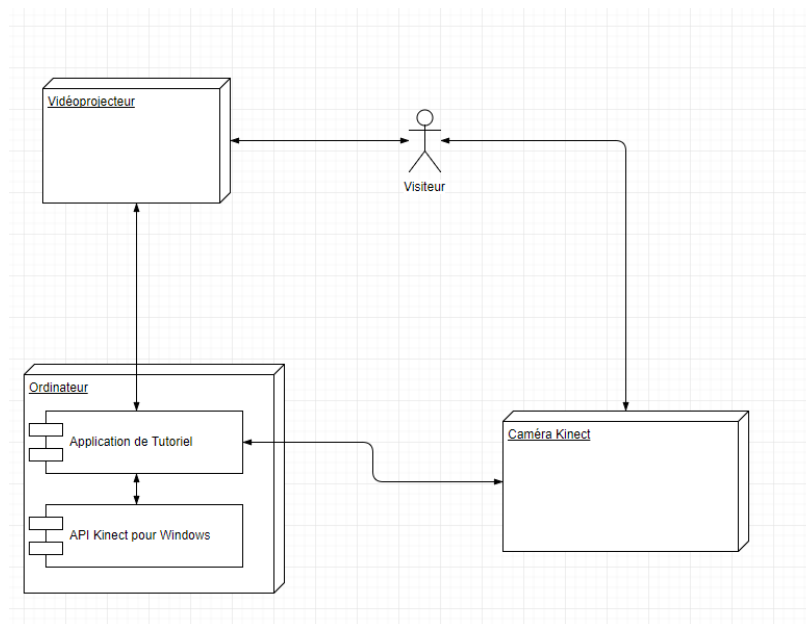 Vidéoprojecteur
Visiteur
Ordinateur
Application de Tutoriel
API Kinect pour Windows
Caméra Kinect